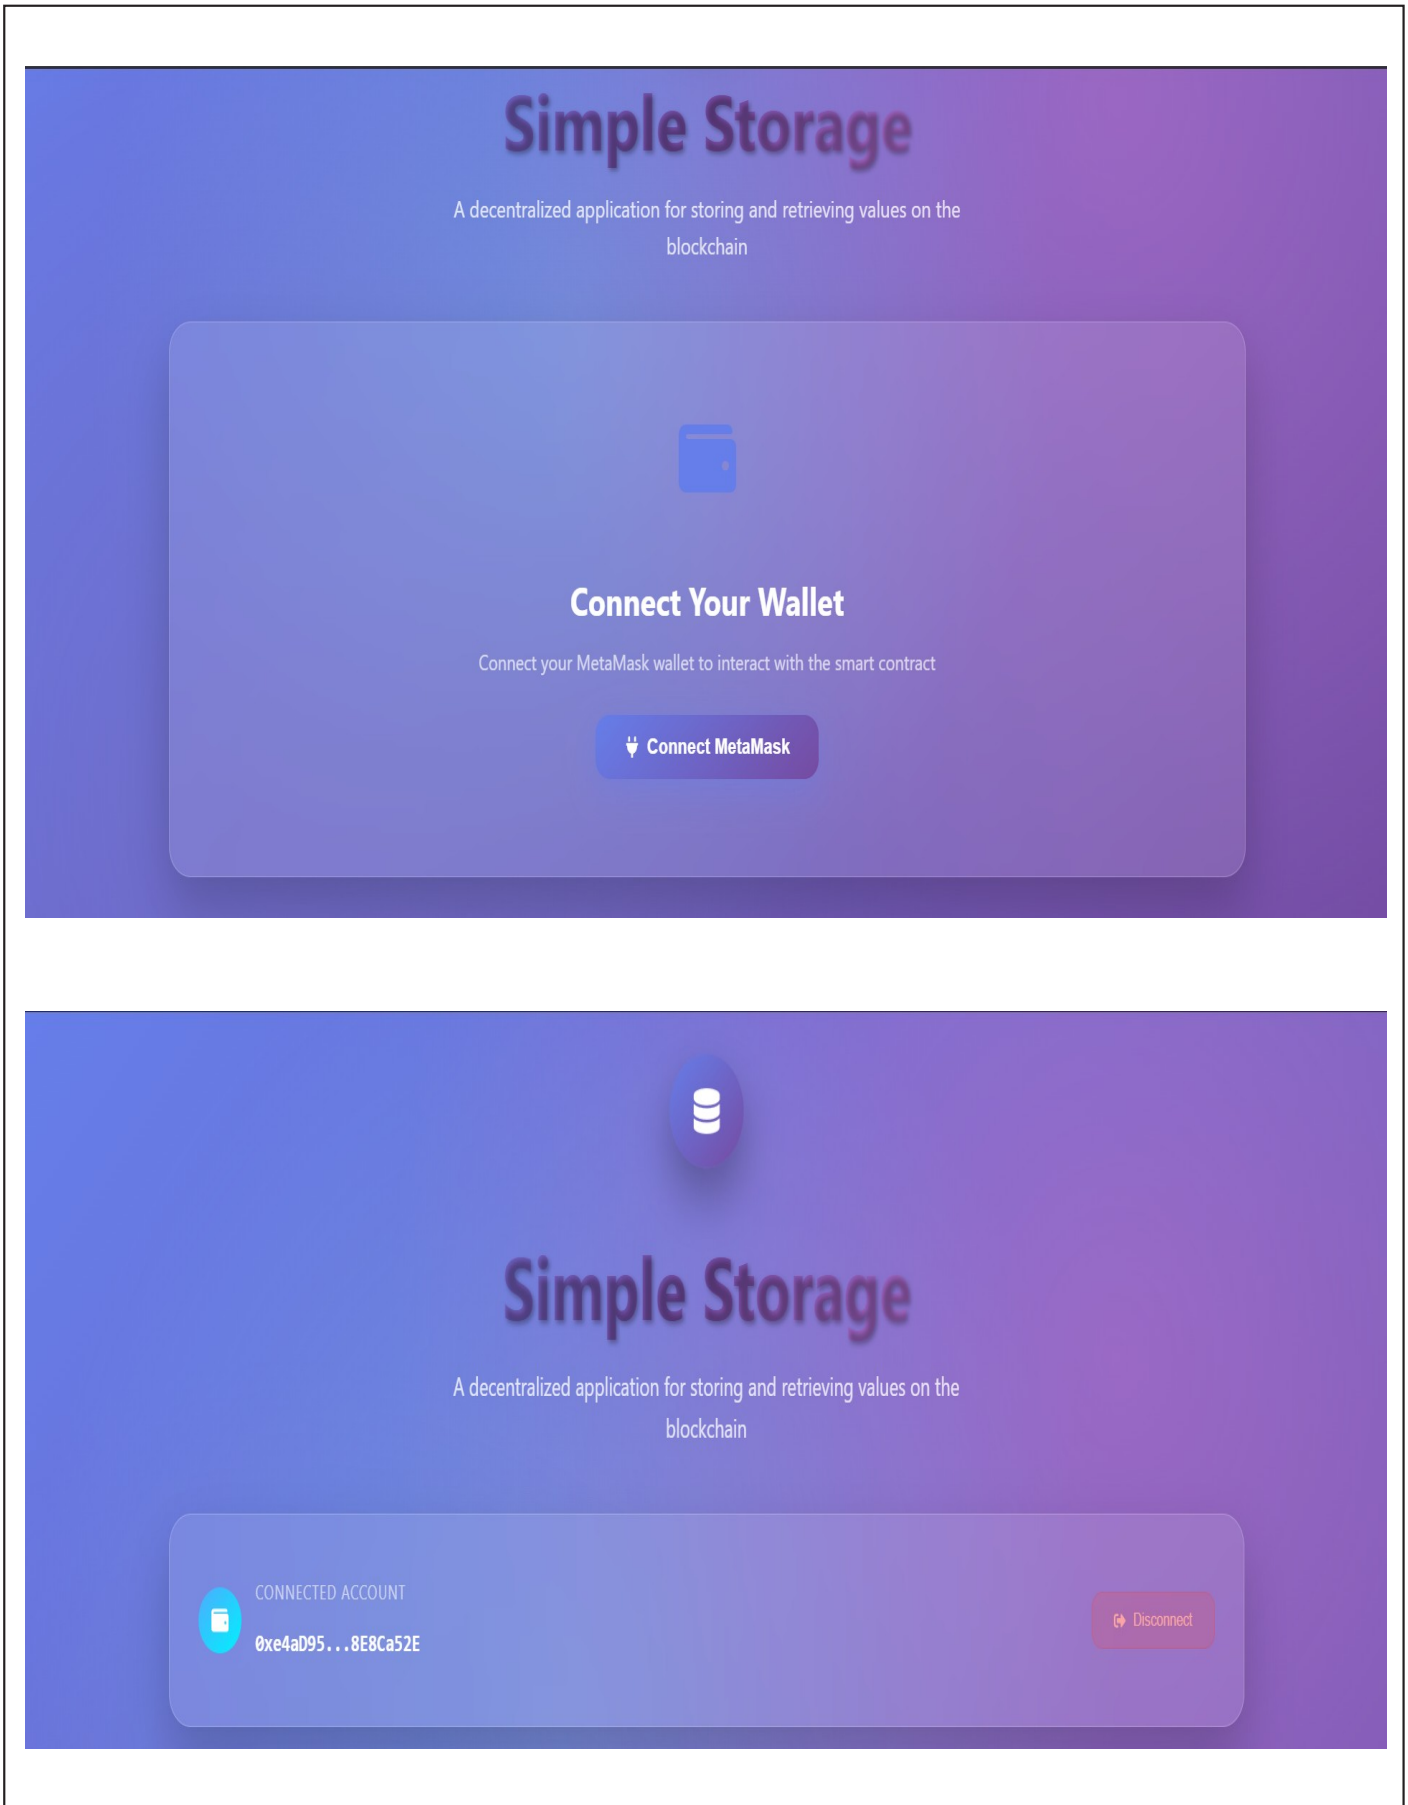 Simple Storage
A decentralized application for storing and retrieving values on the
blockchain
Connect Your Wallet
Connect your MetaMask wallet to interact with the smart contract
Connect MetaMask
Simple Storage
A decentralized application for storing and retrieving values on the
blockchain
CONNECTED ACCOUNT
0xe4aD95...8E8Ca52E
Disconnect